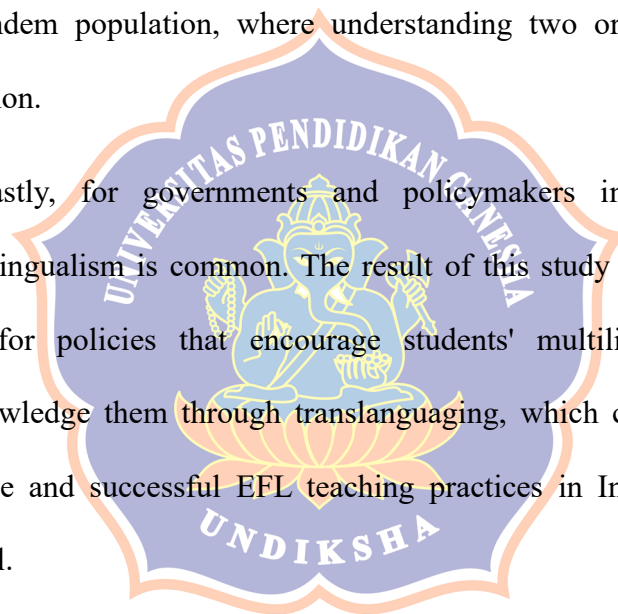 ndem population, where understanding two or
ion.
UNIVERSITAS PENDIDIKAN GANESHA
astly, for governments and policymakers in
ingualism is common. The result of this study
for policies that encourage students' multili
wledge them through translanguaging, which c
e and successful EFL teaching practices in In
l.
UNDIKSHA